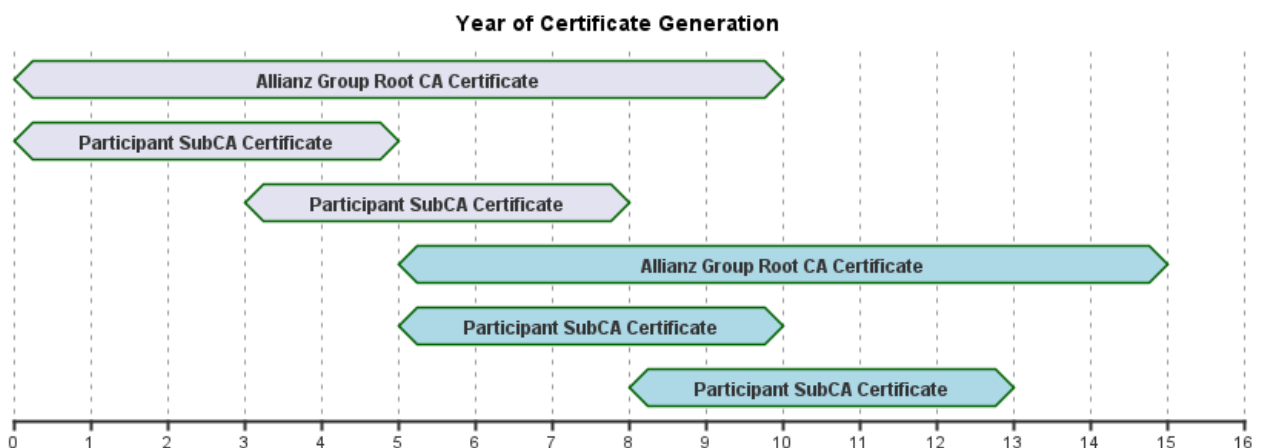 Year of Certificate Generation
Allianz Group Root CA Certificate
Participant SubCA Certificate
Participant SubCA Certificate
Allianz Group Root CA Certificate
Participant SubCA Certificate
Participant SubCA Certificate
0 1 2 3 4 5 6 7 8 9 10 11 12 13 14 15 16